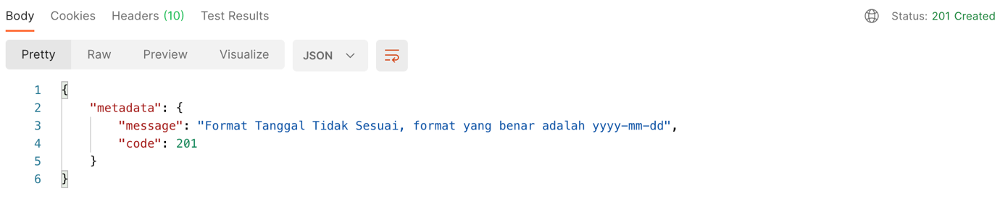 Body Cookies Headers (10) Test Results Status: 201 Created
Pretty Raw Preview Visualize JSON
1 {
2 "metadata": {
3 "message": "Format Tanggal Tidak Sesuai, format yang benar adalah yyyy-mm-dd",
4 "code": 201
5 }
6 }